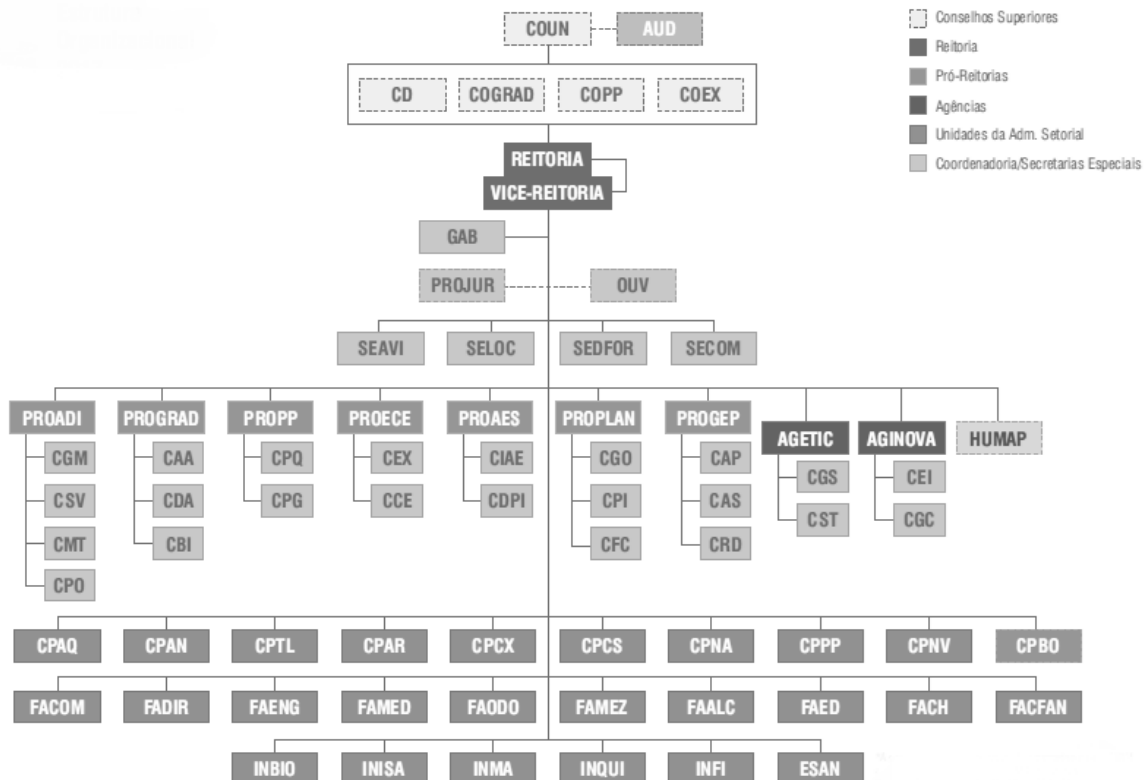 COUN
AUD
CD
COGRAD
COPP
COEX
REITORIA
VICE-REITORIA
GAB
PROJUR
OUV
SEAVI
SELOC
SEDFOR
SECOM
PROADI
CGM
CSV
CMT
CPO
PROGRAD
CAA
CDA
CBI
PROPP
CPQ
CPG
PROECE
CEX
CCE
PROAES
CIAE
CDPI
PROPLAN
CGO
CPI
CFC
PROGEP
CAP
CAS
CRD
AGETIC
CGS
CST
AGINOVA
CEI
CGC
HUMAP
CPAQ
CPAN
CPTL
CPAR
CPCX
CPCS
CPNA
CPPP
CPNV
CPBO
FACOM
FADIR
FAENG
FAMED
FAODO
FAMEZ
FAALC
FAED
FACH
FACFAN
INBIO
INISA
INMA
INQUI
INFI
ESAN
Conselhos Superiores
Reitoria
Pró-Reitorias
Agências
Unidades da Adm. Setorial
Coordenadoria/Secretarias Especiais